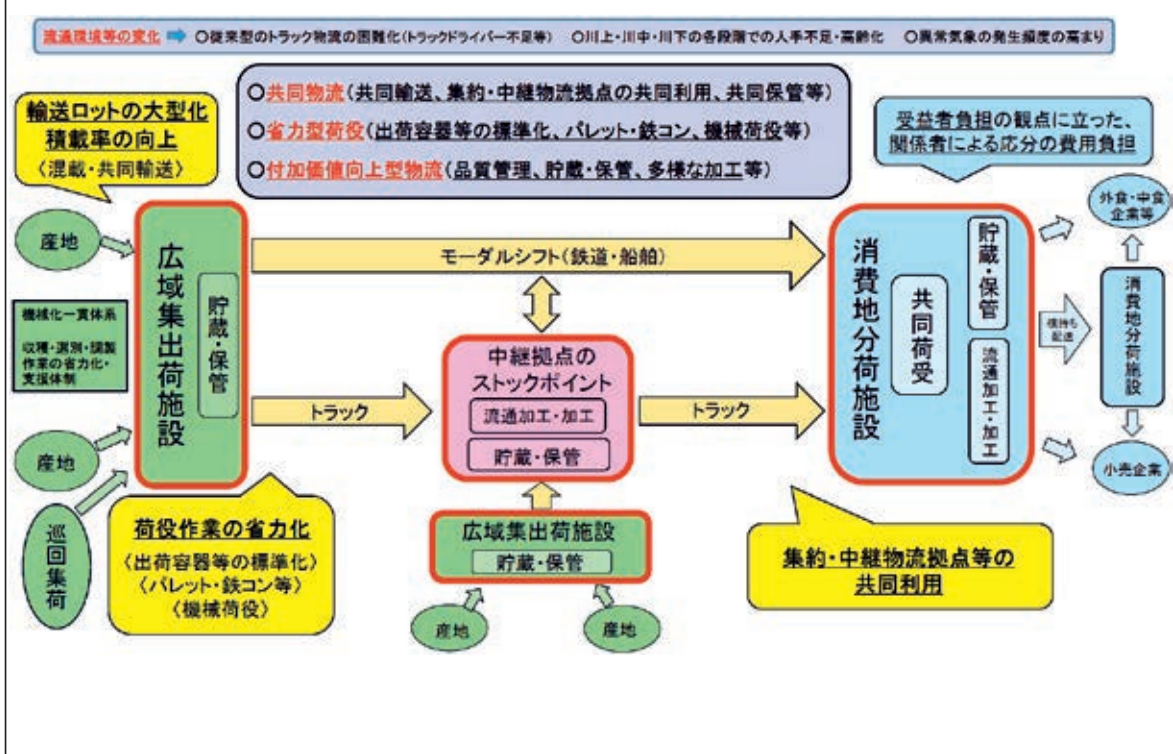 流通環境等の変化 ➡ ○従来型のトラック物流の困難化(トラックドライバー不足等) ○川上・川中・川下の各段階での人手不足・高齢化 ○異常気象の発生頻度の高まり
輸送ロットの大型化
積載率の向上
〈混載・共同輸送〉
○共同物流(共同輸送、集約・中継物流拠点の共同利用、共同保管等)
○省力型荷役(出荷容器等の標準化、パレット・鉄コン、機械荷役等)
○付加価値向上型物流(品質管理、貯蔵・保管、多様な加工等)
受益者負担の観点に立った、
関係者による応分の費用負担
産地
機械化一貫体系
収穫・選別・調製
作業の省力化・
支援体制
産地
巡回集荷
広域集出荷施設
貯蔵・保管
モーダルシフト(鉄道・船舶)
トラック
中継拠点の
ストックポイント
流通加工・加工
貯蔵・保管
トラック
広域集出荷施設
貯蔵・保管
産地
産地
消費地分荷施設
共同荷受
貯蔵・保管
流通加工・加工
横持ち
配送
外食・中食
企業等
消費地分荷施設
小売企業
荷役作業の省力化
〈出荷容器等の標準化〉
〈パレット・鉄コン等〉
〈機械荷役〉
集約・中継物流拠点等の
共同利用